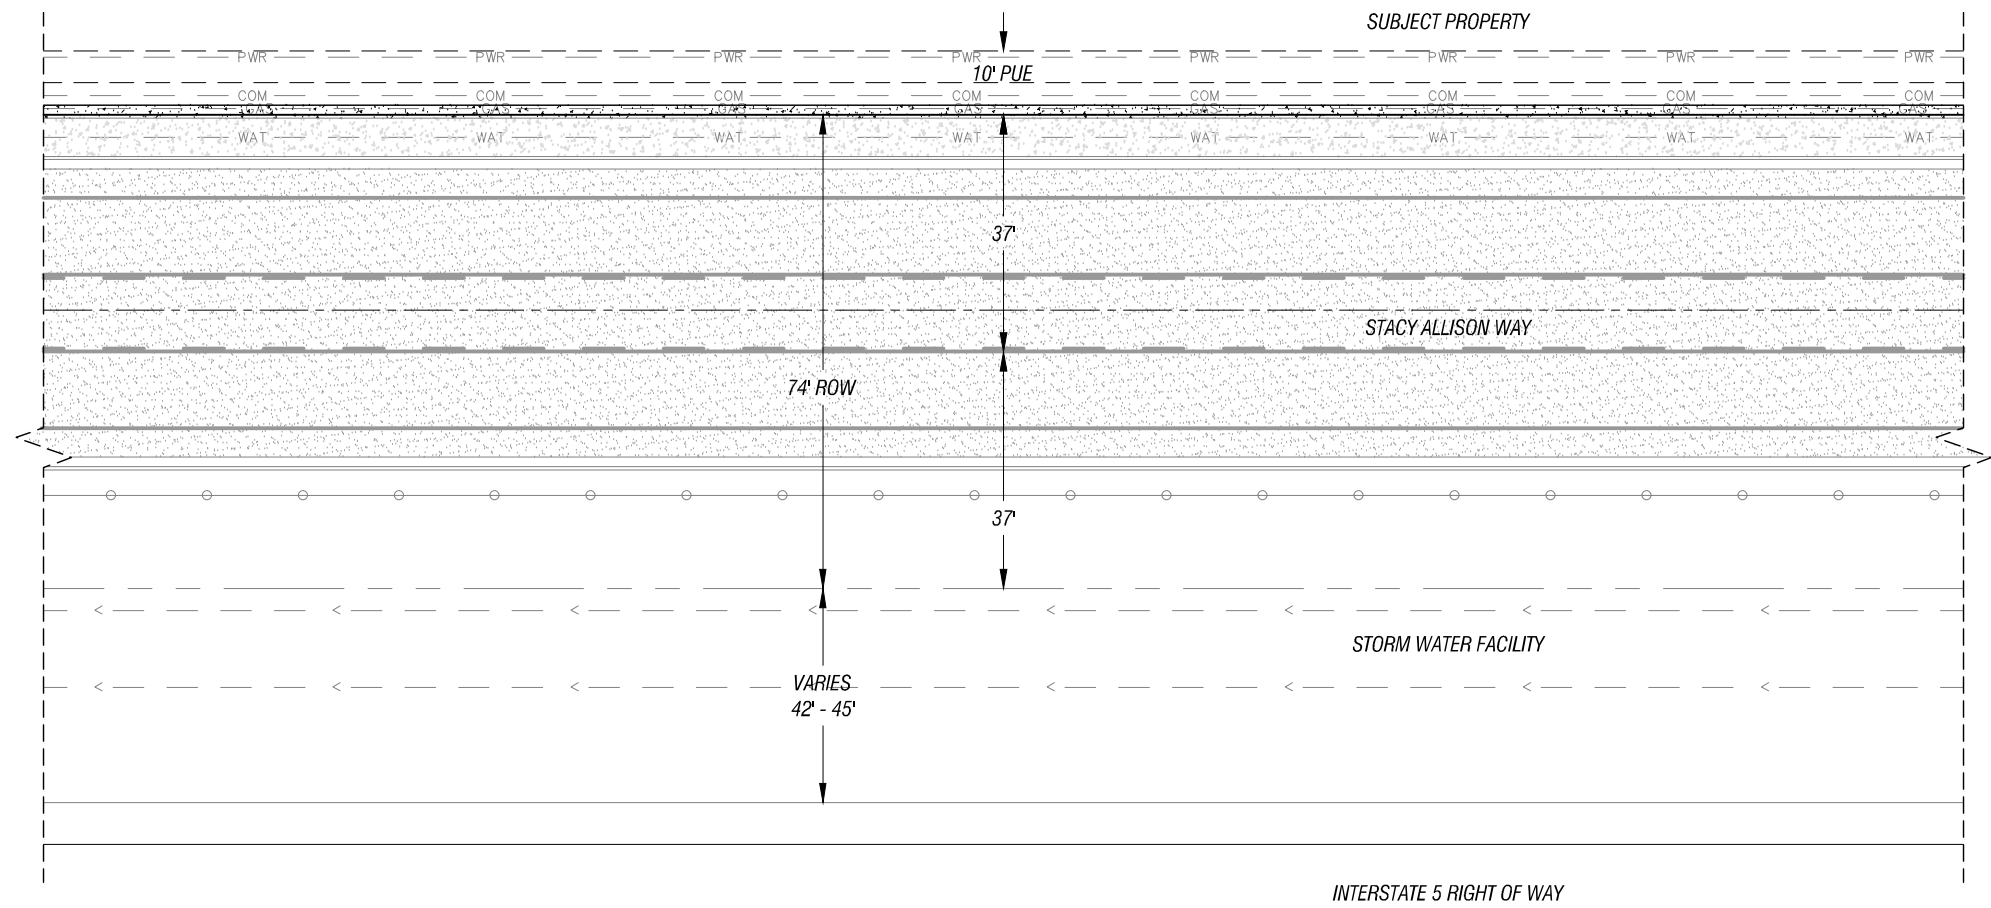 SUBJECT PROPERTY
PWR PWR PWR PWR PWR PWR PWR PWR
10' PUE
COM COM COM COM COM COM COM COM
GAS GAS GAS GAS GAS GAS GAS GAS
WAT WAT WAT WAT WAT WAT WAT WAT
37'
STACY ALLISON WAY
74' ROW
37'
STORM WATER FACILITY
VARIES
42' - 45'
INTERSTATE 5 RIGHT OF WAY